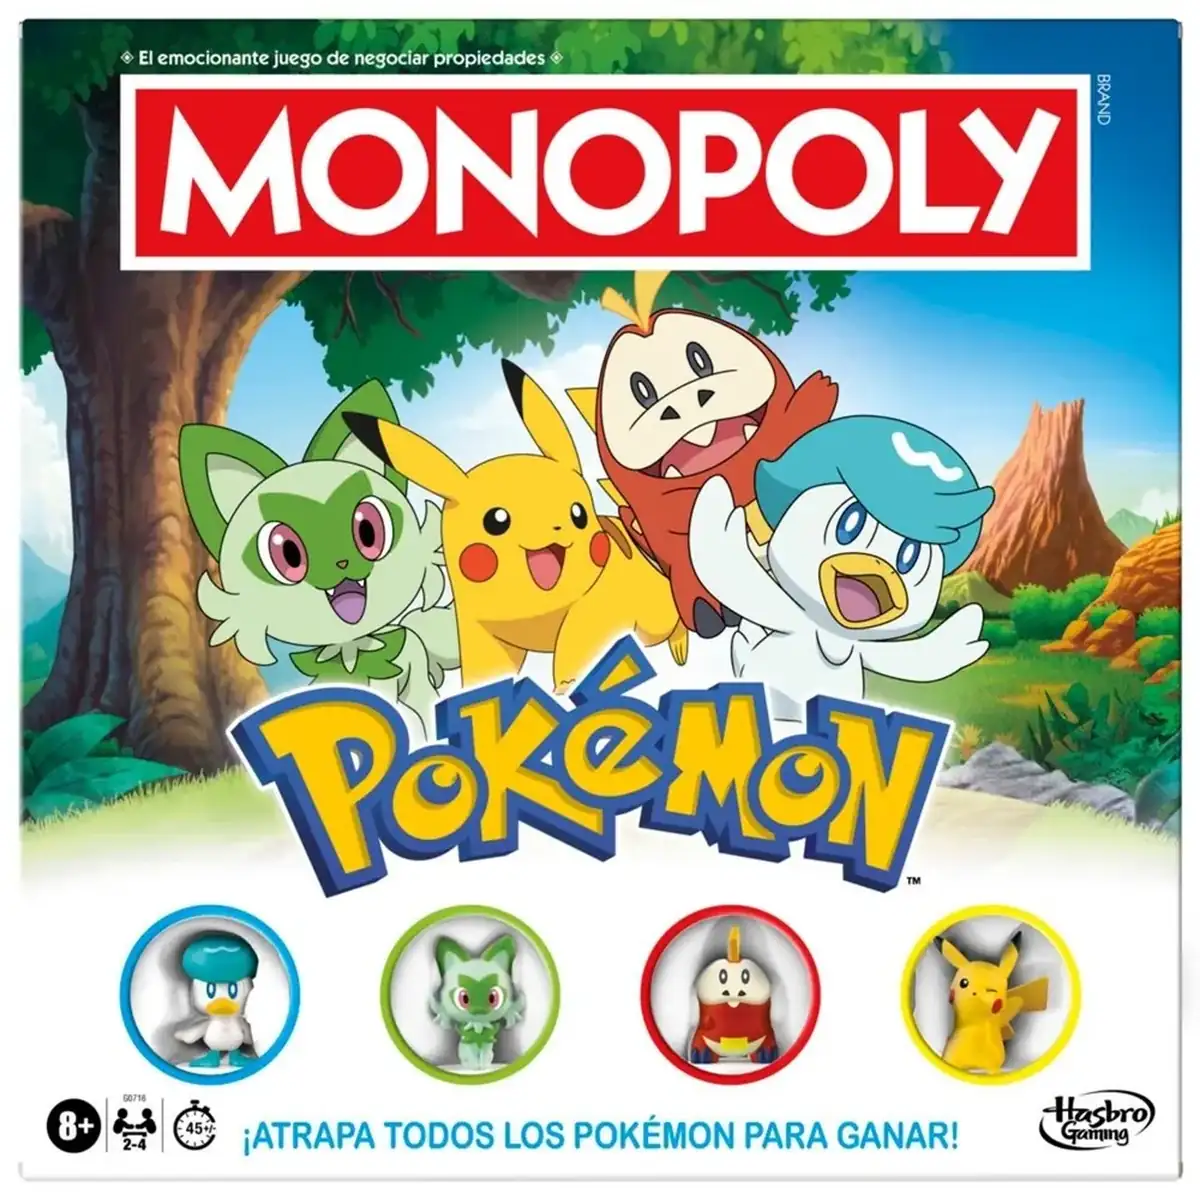 El emocionante juego de negociar propiedades
MONOPOLY
BRAND
POKéMON
TM
8+
G0716
2-4
45+/-
¡ATRAPA TODOS LOS POKÉMON PARA GANAR!
Hasbro
Gaming